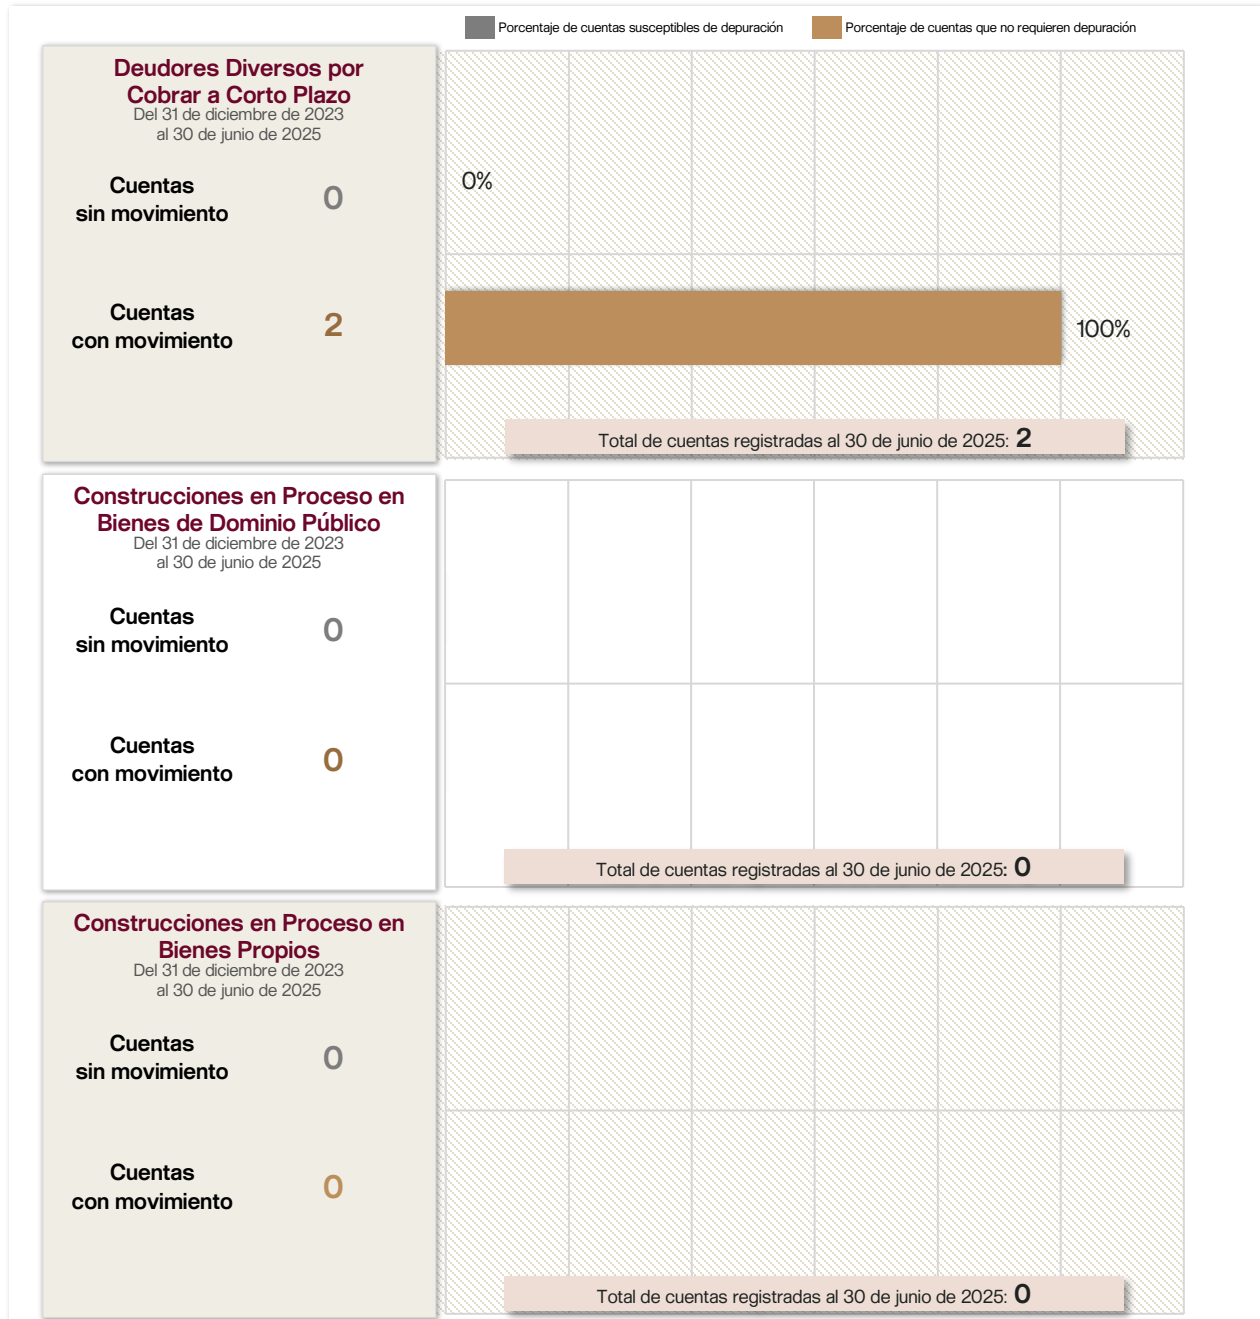 Porcentaje de cuentas susceptibles de depuración
Porcentaje de cuentas que no requieren depuración
Deudores Diversos por
Cobrar a Corto Plazo
Del 31 de diciembre de 2023
al 30 de junio de 2025
Cuentas
sin movimiento
0
0%
Cuentas
con movimiento
2
100%
Total de cuentas registradas al 30 de junio de 2025: 2
Construcciones en Proceso en
Bienes de Dominio Público
Del 31 de diciembre de 2023
al 30 de junio de 2025
Cuentas
sin movimiento
0
Cuentas
con movimiento
0
Total de cuentas registradas al 30 de junio de 2025: 0
Construcciones en Proceso en
Bienes Propios
Del 31 de diciembre de 2023
al 30 de junio de 2025
Cuentas
sin movimiento
0
Cuentas
con movimiento
0
Total de cuentas registradas al 30 de junio de 2025: 0